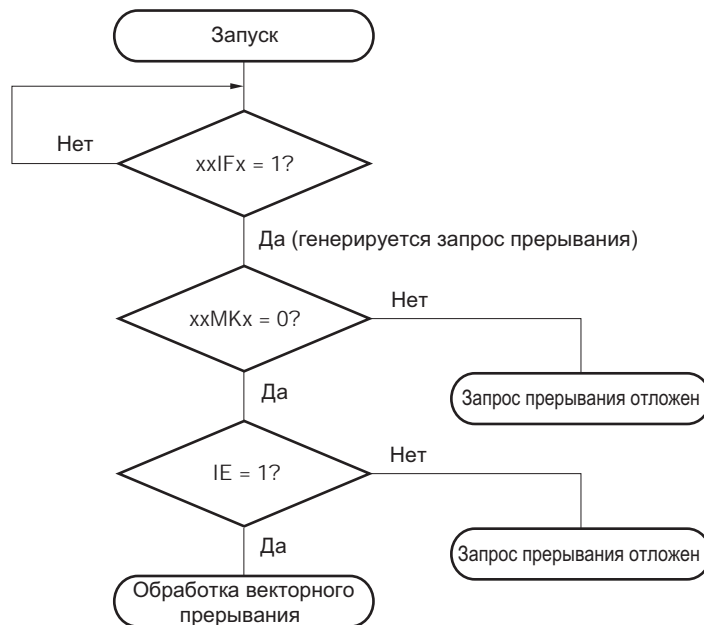 Запуск
Нет
xxIFx = 1?
Да (генерируется запрос прерывания)
xxMKx = 0?
Нет
Запрос прерывания отложен
Да
IE = 1?
Нет
Запрос прерывания отложен
Да
Обработка векторного
прерывания